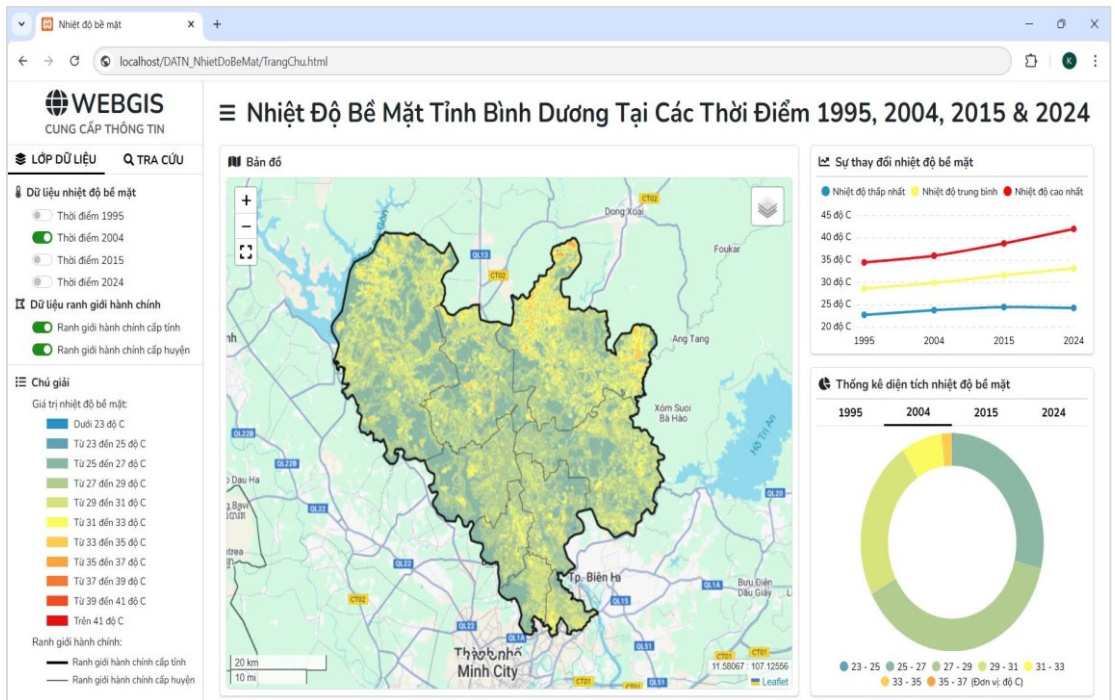 Nhiệt độ bề mặt
localhost/DATN_NhietDoBeMat/TrangChu.html
K
WEBGIS
CUNG CẤP THÔNG TIN
LỚP DỮ LIỆU
TRA CỨU
Dữ liệu nhiệt độ bề mặt
Thời điểm 1995
Thời điểm 2004
Thời điểm 2015
Thời điểm 2024
Dữ liệu ranh giới hành chính
Ranh giới hành chính cấp tỉnh
Ranh giới hành chính cấp huyện
Chú giải
Giá trị nhiệt độ bề mặt:
Dưới 23 độ C
Từ 23 đến 25 độ C
Từ 25 đến 27 độ C
Từ 27 đến 29 độ C
Từ 29 đến 31 độ C
Từ 31 đến 33 độ C
Từ 33 đến 35 độ C
Từ 35 đến 37 độ C
Từ 37 đến 39 độ C
Từ 39 đến 41 độ C
Trên 41 độ C
Ranh giới hành chính:
Ranh giới hành chính cấp tỉnh
Ranh giới hành chính cấp huyện
Nhiệt Độ Bề Mặt Tỉnh Bình Dương Tại Các Thời Điểm 1995, 2004, 2015 & 2024
Bản đồ
+
−
CT02
Dong Xoai
Foukar
QL13
CT02
Ang Tang
Xóm Suoi
Bà Hào
Hồ Trị An
QL22B
QL22B
Dau Ha
QL22
QL20
QL22
Tp. Biên Hòa
QL1A
Bưu Điện
Dầu Giây
CT02
QL15
QL22
QL1A
QL51
Minh City
CT01
CT01
CT01
CT01
QL51
20 km
10 mi
11.58067 : 107.12556
Leaflet
Sự thay đổi nhiệt độ bề mặt
Nhiệt độ thấp nhất
Nhiệt độ trung bình
Nhiệt độ cao nhất
45 độ C
40 độ C
35 độ C
30 độ C
25 độ C
20 độ C
1995 2004 2015 2024
Thống kê diện tích nhiệt độ bề mặt
1995 2004 2015 2024
23 - 25 25 - 27 27 - 29 29 - 31 31 - 33
33 - 35 35 - 37 (Đơn vị: độ C)